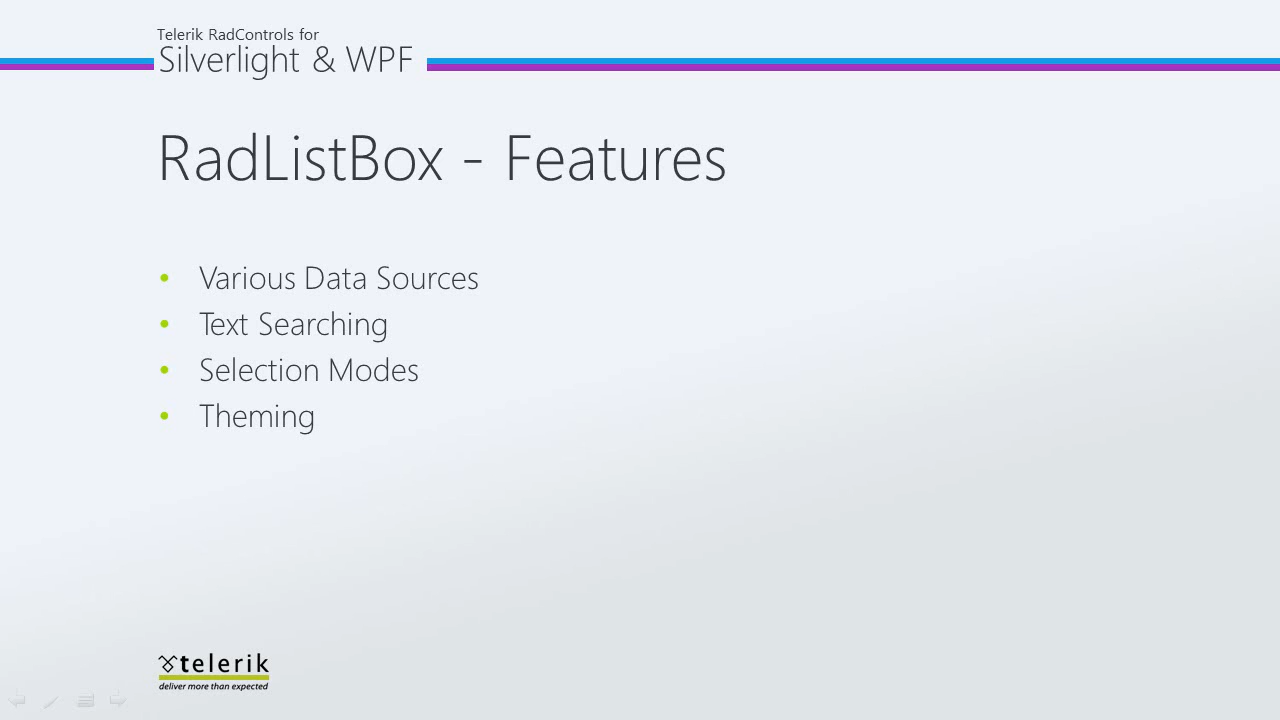 Telerik RadControls for
Silverlight & WPF
RadListBox - Features
• Various Data Sources
• Text Searching
• Selection Modes
• Theming
telerik
deliver more than expected